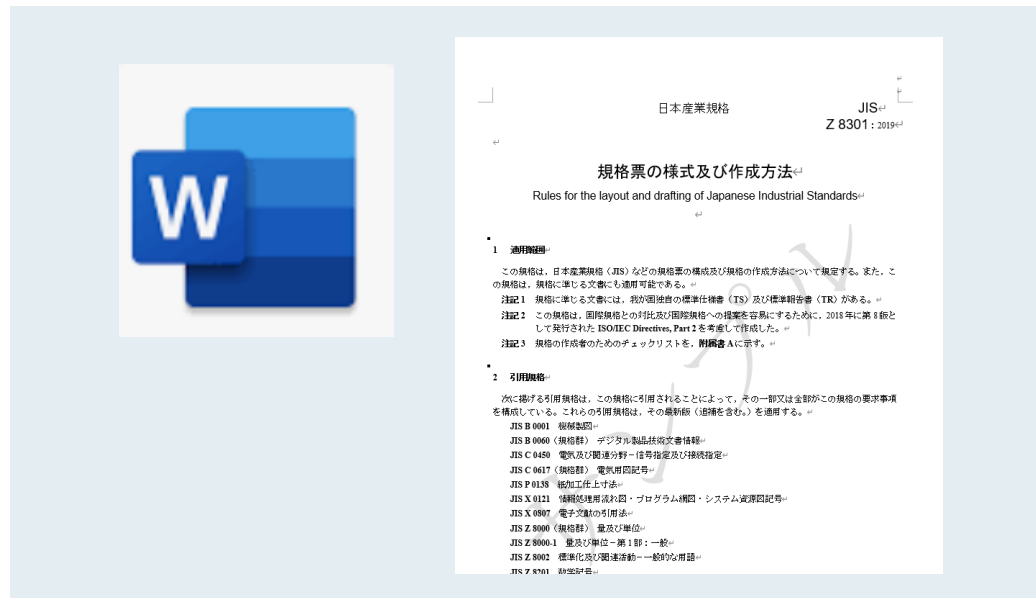 W
日本産業規格
JIS
Z 8301:2019
規格票の様式及び作成方法
Rules for the layout and drafting of Japanese Industrial Standards
1 適用範囲
この規格は，日本産業規格（JIS）などの規格票の構成及び規格の作成方法について規定する。また，こ
の規格は，規格に準じる文書にも適用可能である。
注記1 規格に準じる文書には，我が国独自の標準仕様書（TS）及び標準報告書（TR）がある。
注記2 この規格は，国際規格との対比及び国際規格への提案を容易にするために，2018年に第8版と
して発行された ISO/IEC Directives, Part 2 を考慮して作成した。
注記3 規格の作成者のためのチェックリストを，附属書Aに示す。
2 引用規格
次に掲げる引用規格は，この規格に引用されることによって，その一部又は全部がこの規格の要求事項
を構成している。これらの引用規格は，その最新版（追補を含む。）を適用する。
JIS B 0001 機械製図
JIS B 0060（規格群） デジタル製品技術文書情報
JIS C 0450 電気及び関連分野－信号指定及び接続指定
JIS C 0617（規格群） 電気用図記号
JIS P 0138 紙加工仕上寸法
JIS X 0121 情報処理用流れ図・プログラム網図・システム資源図記号
JIS X 0807 電子文献の引用法
JIS Z 8000（規格群） 量及び単位
JIS Z 8000-1 量及び単位－第1部：一般
JIS Z 8002 標準化及び関連活動－一般的な用語
JIS Z 8201 数学記号
サンプル